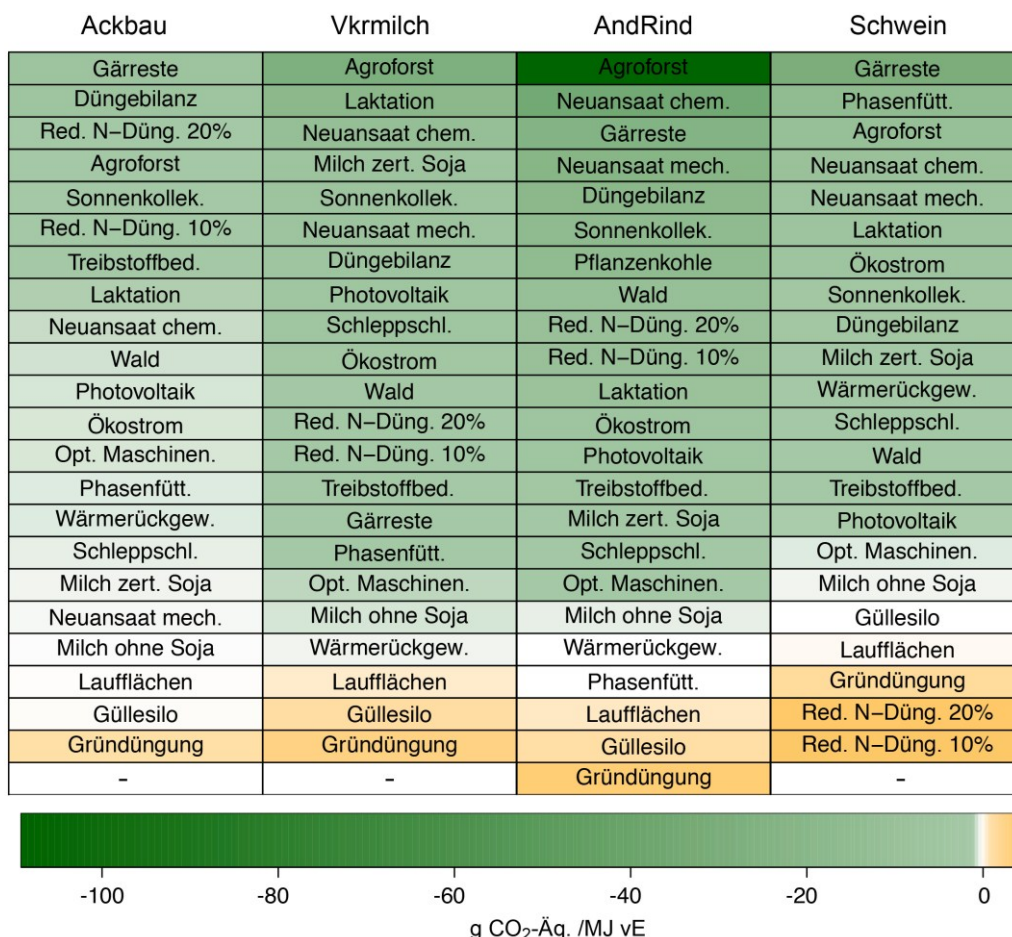 Ackbau Vkrmilch AndRind Schwein
Gärreste Agroforst Agroforst Gärreste
Düngebilanz Laktation Neuansaat chem. Phasenfütt.
Red. N−Düng. 20% Neuansaat chem. Gärreste Agroforst
Agroforst Milch zert. Soja Neuansaat mech. Neuansaat chem.
Sonnenkollek. Sonnenkollek. Düngebilanz Neuansaat mech.
Red. N−Düng. 10% Neuansaat mech. Sonnenkollek. Laktation
Treibstoffbed. Düngebilanz Pflanzenkohle Ökostrom
Laktation Photovoltaik Wald Sonnenkollek.
Neuansaat chem. Schleppschl. Red. N−Düng. 20% Düngebilanz
Wald Ökostrom Red. N−Düng. 10% Milch zert. Soja
Photovoltaik Wald Laktation Wärmerückgew.
Ökostrom Red. N−Düng. 20% Ökostrom Schleppschl.
Opt. Maschinen. Red. N−Düng. 10% Photovoltaik Wald
Phasenfütt. Treibstoffbed. Treibstoffbed. Treibstoffbed.
Wärmerückgew. Gärreste Milch zert. Soja Photovoltaik
Schleppschl. Phasenfütt. Schleppschl. Opt. Maschinen.
Milch zert. Soja Opt. Maschinen. Opt. Maschinen. Milch ohne Soja
Neuansaat mech. Milch ohne Soja Milch ohne Soja Güllesilo
Milch ohne Soja Wärmerückgew. Wärmerückgew. Laufflächen
Laufflächen Laufflächen Phasenfütt. Gründüngung
Güllesilo Güllesilo Laufflächen Red. N−Düng. 20%
Gründüngung Gründüngung Güllesilo Red. N−Düng. 10%
- - Gründüngung -
-100 -80 -60 -40 -20 0
g CO₂-Äq. /MJ vE